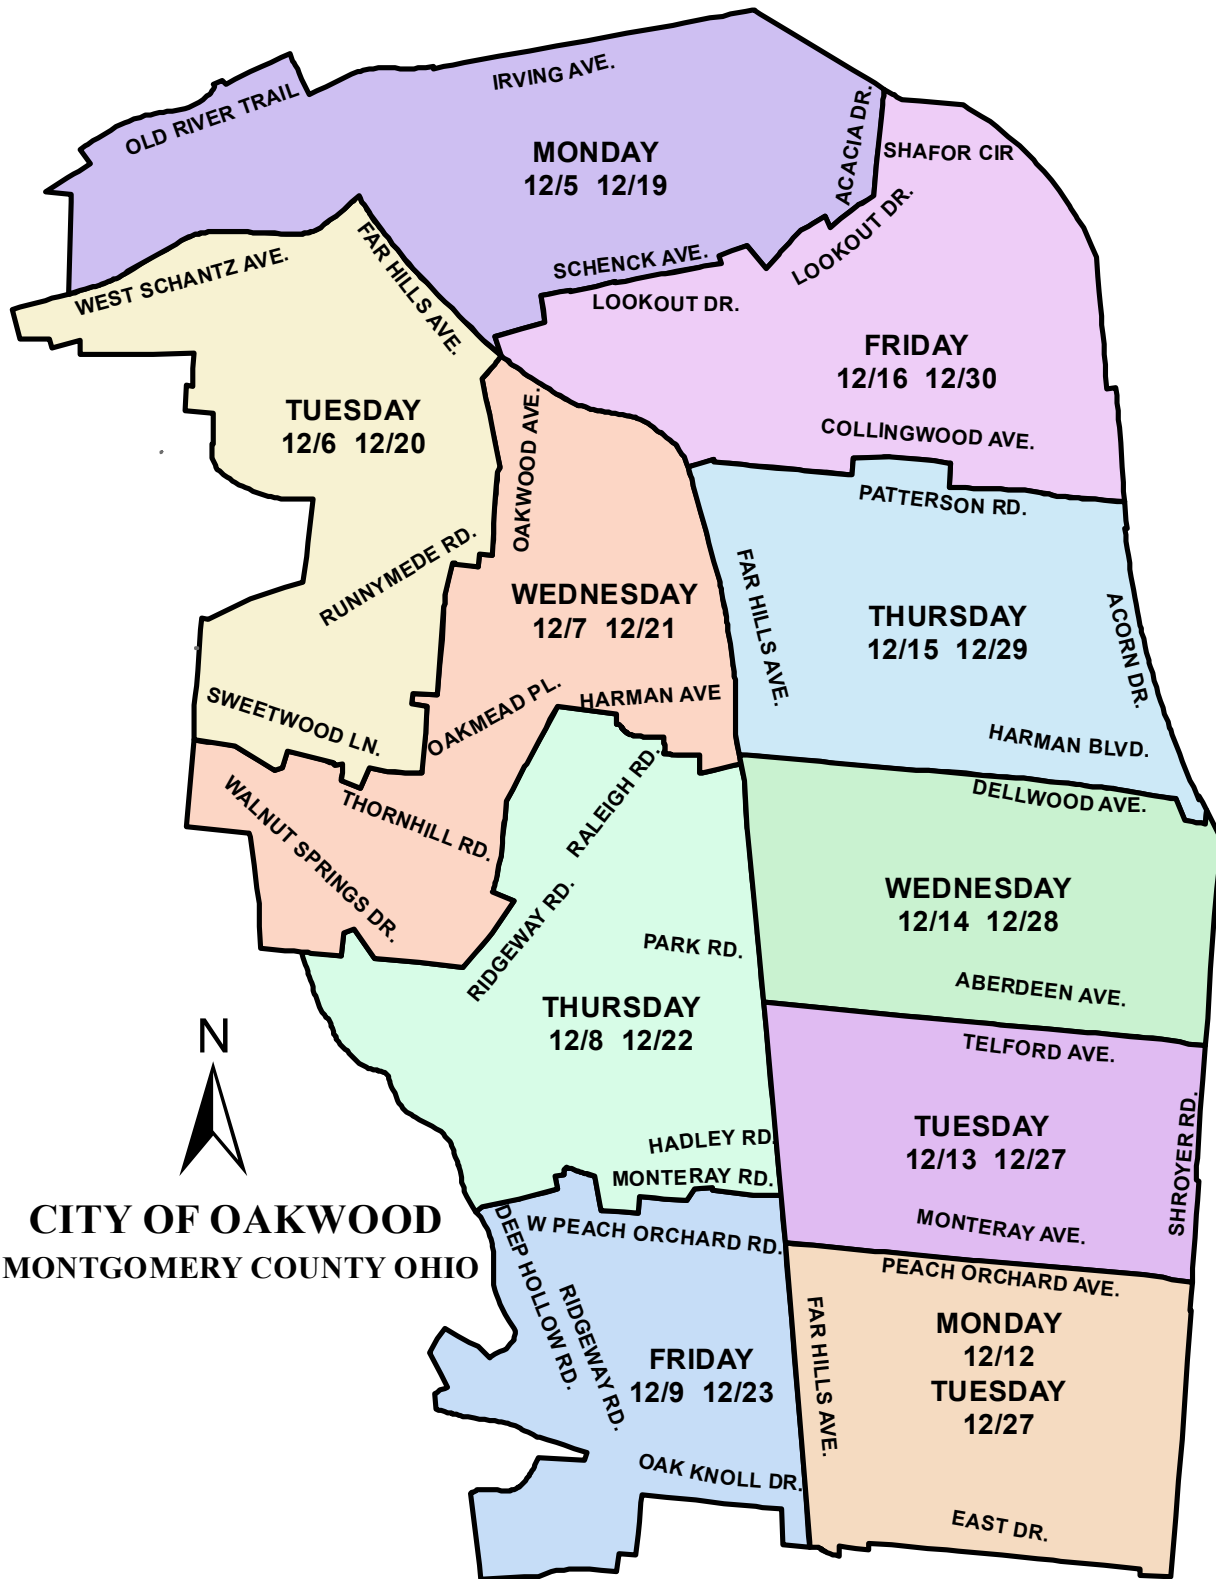 OLD RIVER TRAIL
IRVING AVE.
MONDAY
12/5 12/19
ACACIA DR.
SHAFOR CIR
LOOKOUT DR.
SCHENCK AVE.
LOOKOUT DR.
WEST SCHANTZ AVE.
FAR HILLS AVE.
FRIDAY
12/16 12/30
COLLINGWOOD AVE.
TUESDAY
12/6 12/20
OAKWOOD AVE.
PATTERSON RD.
RUNNYMEDE RD.
WEDNESDAY
12/7 12/21
FAR HILLS AVE.
THURSDAY
12/15 12/29
ACORN DR.
SWEETWOOD LN.
OAKMEAD PL.
HARMAN AVE
HARMAN BLVD.
DELLWOOD AVE.
WALNUT SPRINGS DR.
THORNHILL RD.
RALEIGH RD.
RIDGEWAY RD.
WEDNESDAY
12/14 12/28
PARK RD.
ABERDEEN AVE.
THURSDAY
12/8 12/22
TELFORD AVE.
N
TUESDAY
12/13 12/27
SHROYER RD.
HADLEY RD.
MONTERAY RD.
MONTERAY AVE.
CITY OF OAKWOOD
MONTGOMERY COUNTY OHIO
W PEACH ORCHARD RD.
DEEP HOLLOW RD.
RIDGEWAY RD.
PEACH ORCHARD AVE.
FAR HILLS AVE.
MONDAY
12/12
TUESDAY
12/27
FRIDAY
12/9 12/23
OAK KNOLL DR.
EAST DR.